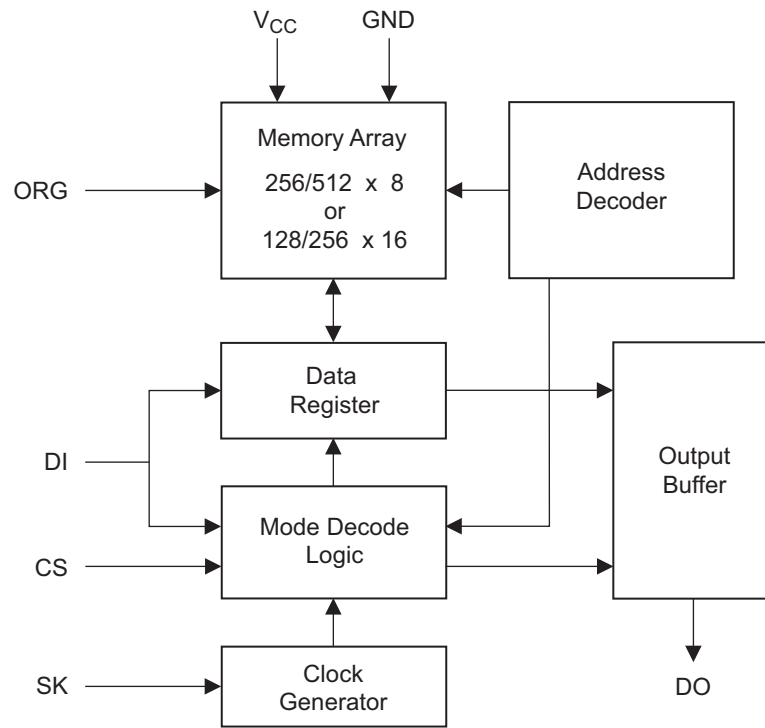 VCC
GND
Memory Array
256/512 x 8
or
128/256 x 16
Address
Decoder
ORG
Data
Register
DI
Output
Buffer
Mode Decode
Logic
CS
Clock
Generator
SK
DO